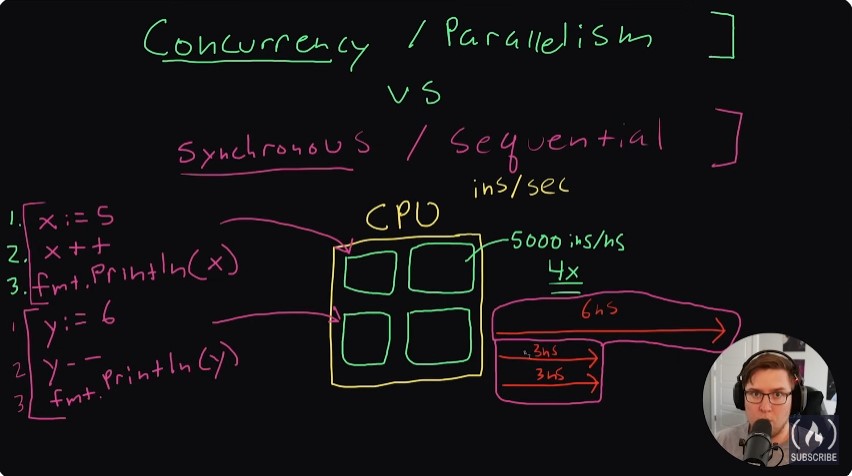 Concurrency / Parallelism ]
vs
Synchronous / Sequential ]
ins/sec
CPU
1. x := 5
2. x++
3. fmt.Println(x)
1 y := 6
2 y--
3 fmt.Println(y)
5000 ins/ns
4x
6ns
3ns
3ns
SUBSCRIBE